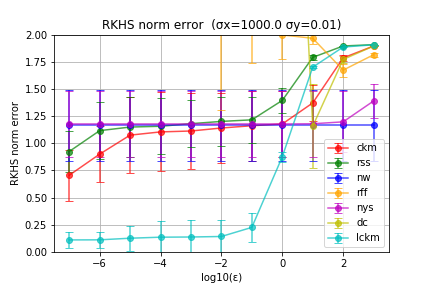 RKHS norm error (σx=1000.0 σy=0.01)
RKHS norm error
2.00
1.75
1.50
1.25
1.00
0.75
0.50
0.25
0.00
−6
−4
−2
0
2
log10(ε)
ckm
rss
nw
rff
nys
dc
lckm